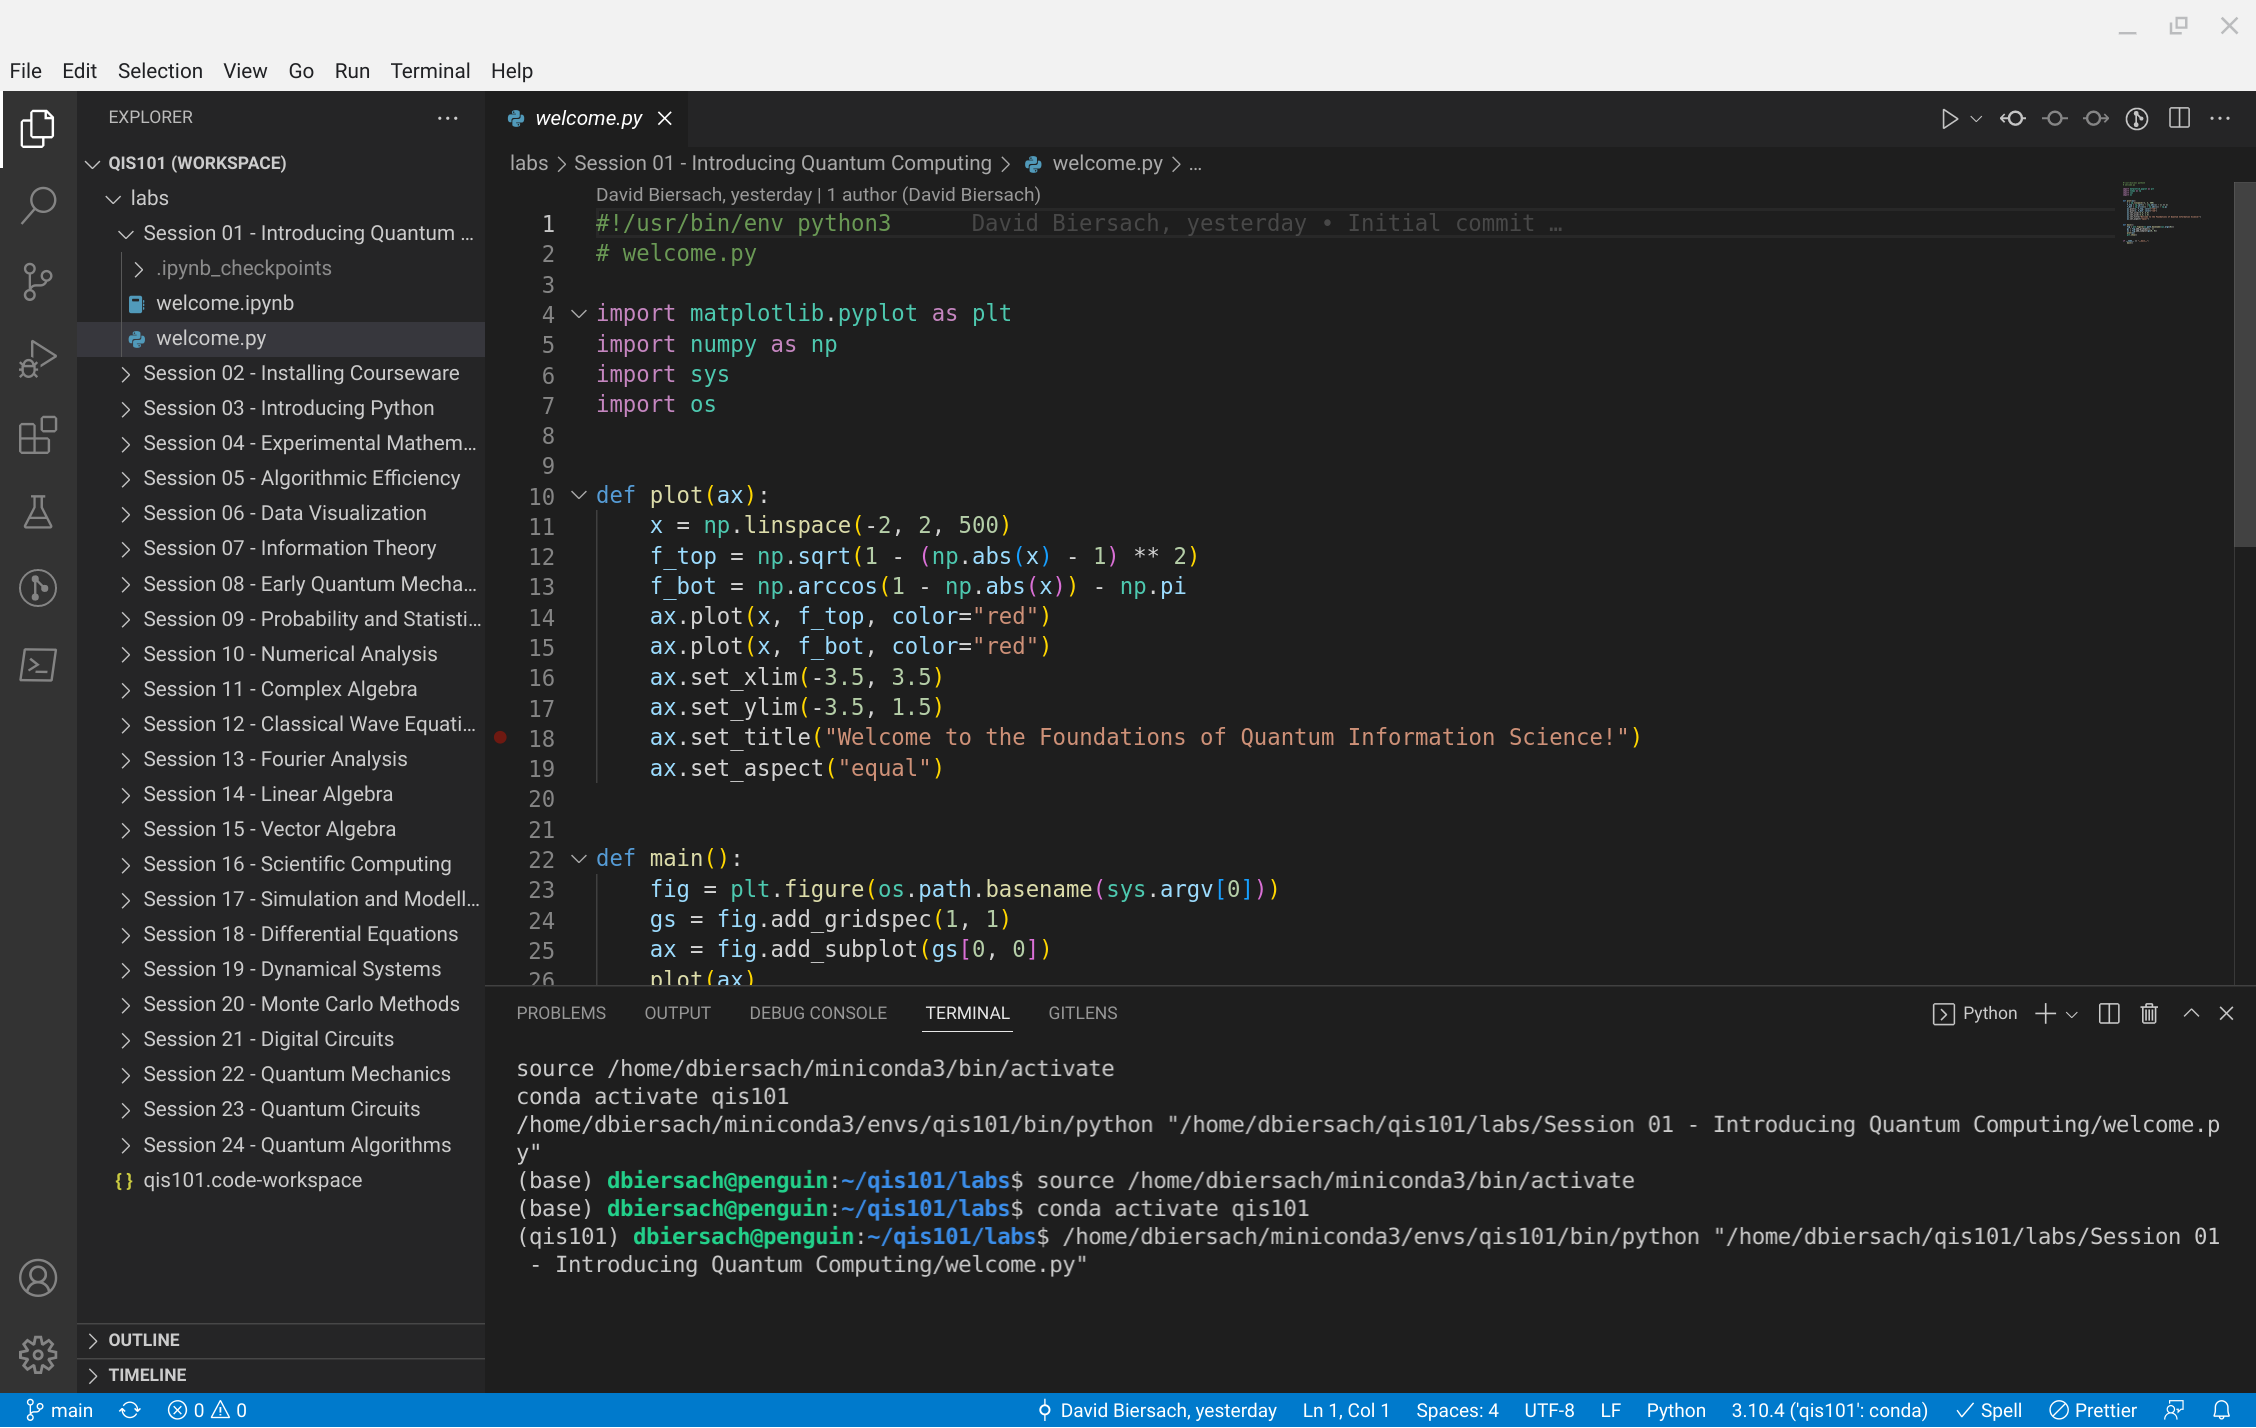 File Edit Selection View Go Run Terminal Help
EXPLORER
QIS101 (WORKSPACE)
labs
Session 01 - Introducing Quantum ...
.ipynb_checkpoints
welcome.ipynb
welcome.py
Session 02 - Installing Courseware
Session 03 - Introducing Python
Session 04 - Experimental Mathem...
Session 05 - Algorithmic Efficiency
Session 06 - Data Visualization
Session 07 - Information Theory
Session 08 - Early Quantum Mecha...
Session 09 - Probability and Statisti...
Session 10 - Numerical Analysis
Session 11 - Complex Algebra
Session 12 - Classical Wave Equati...
Session 13 - Fourier Analysis
Session 14 - Linear Algebra
Session 15 - Vector Algebra
Session 16 - Scientific Computing
Session 17 - Simulation and Modell...
Session 18 - Differential Equations
Session 19 - Dynamical Systems
Session 20 - Monte Carlo Methods
Session 21 - Digital Circuits
Session 22 - Quantum Mechanics
Session 23 - Quantum Circuits
Session 24 - Quantum Algorithms
{} qis101.code-workspace
OUTLINE
TIMELINE
welcome.py
labs > Session 01 - Introducing Quantum Computing > welcome.py > ...
David Biersach, yesterday | 1 author (David Biersach)
1 #!/usr/bin/env python3 David Biersach, yesterday • Initial commit …
2 # welcome.py
3
4 import matplotlib.pyplot as plt
5 import numpy as np
6 import sys
7 import os
8
9
10 def plot(ax):
11     x = np.linspace(-2, 2, 500)
12     f_top = np.sqrt(1 - (np.abs(x) - 1) ** 2)
13     f_bot = np.arccos(1 - np.abs(x)) - np.pi
14     ax.plot(x, f_top, color="red")
15     ax.plot(x, f_bot, color="red")
16     ax.set_xlim(-3.5, 3.5)
17     ax.set_ylim(-3.5, 1.5)
18     ax.set_title("Welcome to the Foundations of Quantum Information Science!")
19     ax.set_aspect("equal")
20
21
22 def main():
23     fig = plt.figure(os.path.basename(sys.argv[0]))
24     gs = fig.add_gridspec(1, 1)
25     ax = fig.add_subplot(gs[0, 0])
26     plot(ax)
PROBLEMS OUTPUT DEBUG CONSOLE TERMINAL GITLENS Python
source /home/dbiersach/miniconda3/bin/activate
conda activate qis101
/home/dbiersach/miniconda3/envs/qis101/bin/python "/home/dbiersach/qis101/labs/Session 01 - Introducing Quantum Computing/welcome.p
y"
(base) dbiersach@penguin:~/qis101/labs$ source /home/dbiersach/miniconda3/bin/activate
(base) dbiersach@penguin:~/qis101/labs$ conda activate qis101
(qis101) dbiersach@penguin:~/qis101/labs$ /home/dbiersach/miniconda3/envs/qis101/bin/python "/home/dbiersach/qis101/labs/Session 01
 - Introducing Quantum Computing/welcome.py"
main 0 0 David Biersach, yesterday Ln 1, Col 1 Spaces: 4 UTF-8 LF Python 3.10.4 ('qis101': conda) Spell Prettier